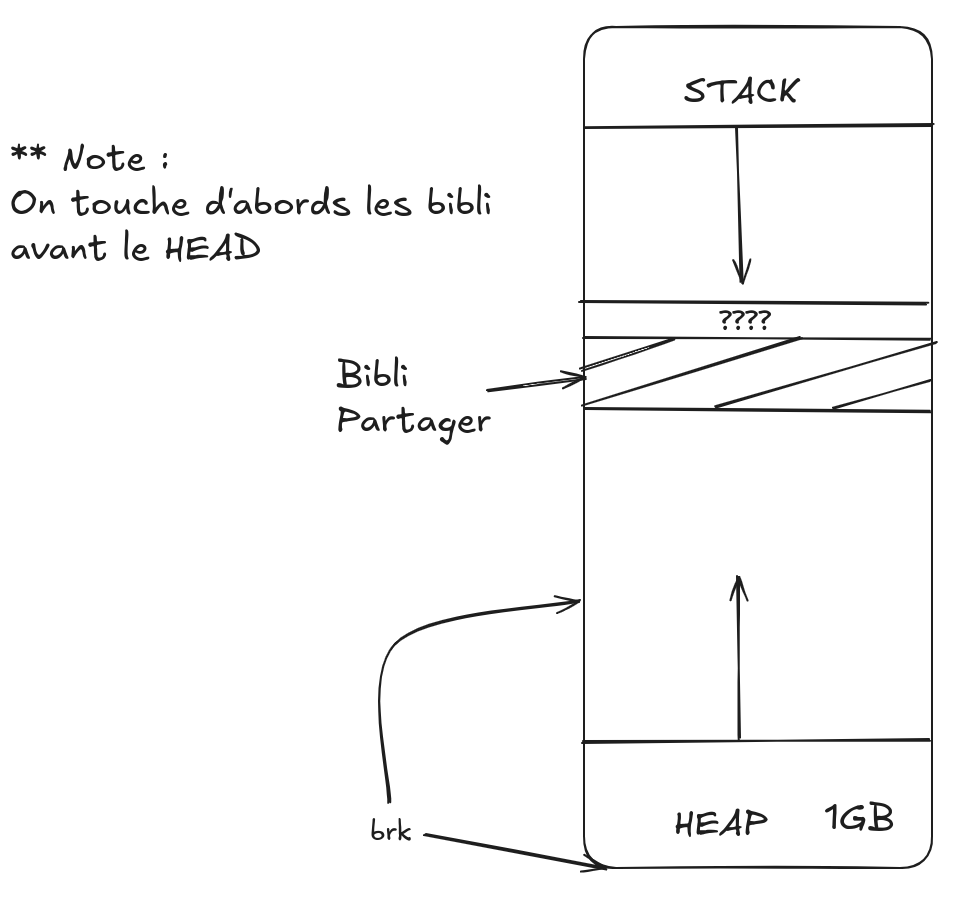 STACK
** Note :
On touche d'abords les bibli
avant le HEAD
????
Bibli
Partager
brk
HEAP 1GB